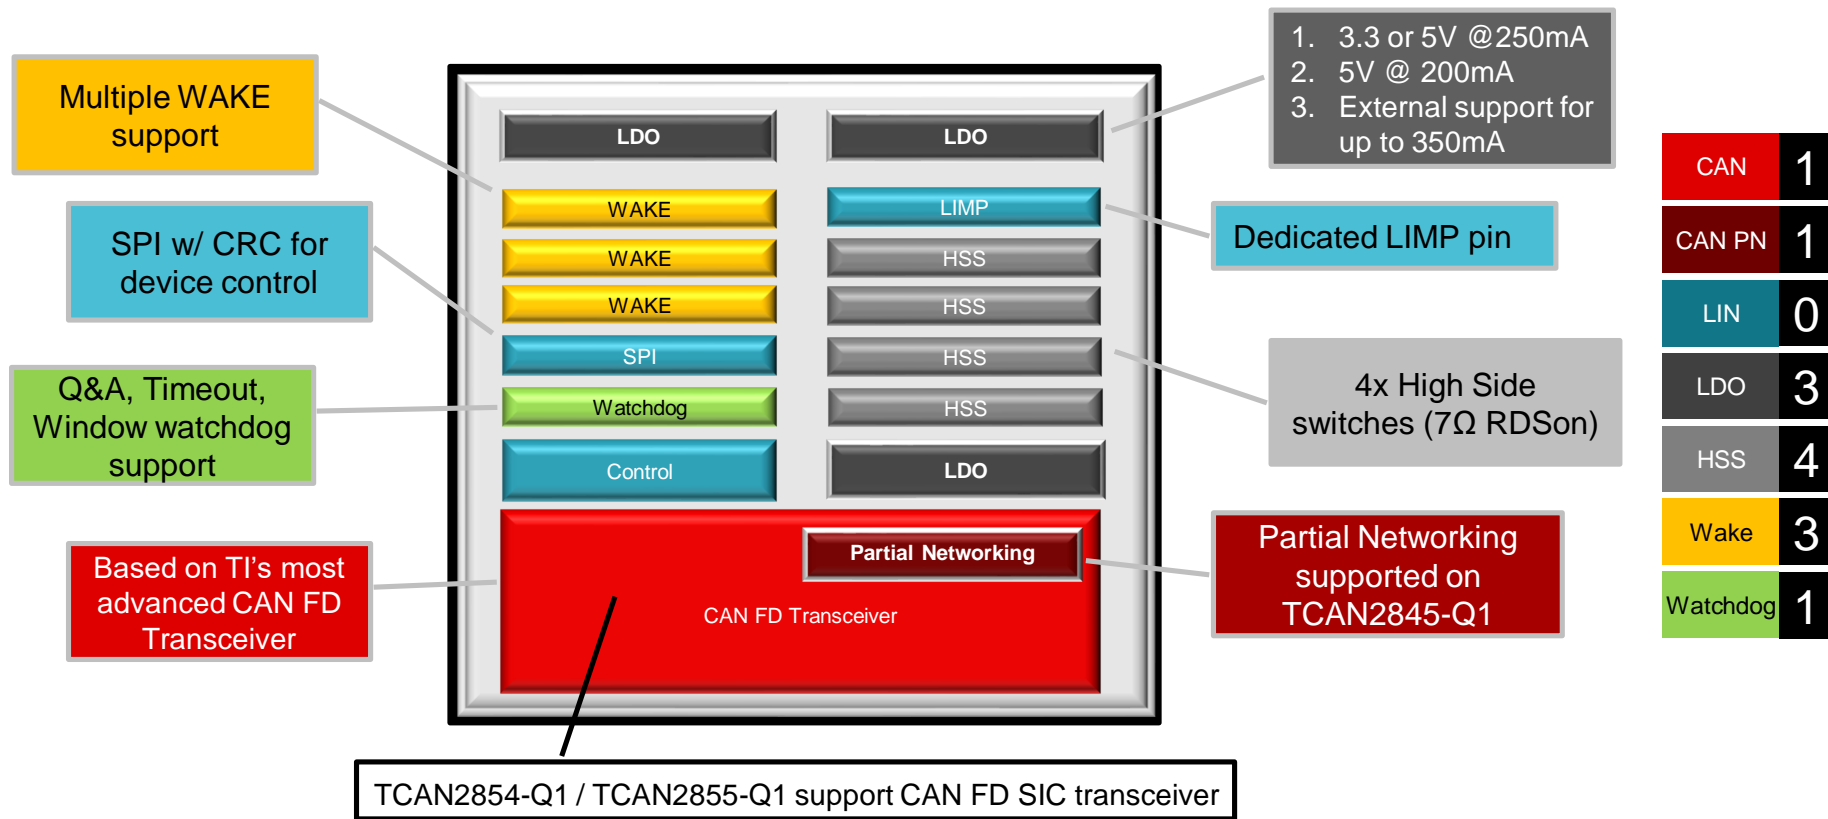 Multiple WAKE
support
SPI w/ CRC for
device control
Q&A, Timeout,
Window watchdog
support
Based on TI's most
advanced CAN FD
Transceiver
LDO
WAKE
WAKE
WAKE
SPI
Watchdog
Control
LDO
LIMP
HSS
HSS
HSS
HSS
LDO
Partial Networking
CAN FD Transceiver
TCAN2854-Q1 / TCAN2855-Q1 support CAN FD SIC transceiver
1. 3.3 or 5V @250mA
2. 5V @ 200mA
3. External support for
up to 350mA
Dedicated LIMP pin
4x High Side
switches (7Ω RDSon)
Partial Networking
supported on
TCAN2845-Q1
CAN 1
CAN PN 1
LIN 0
LDO 3
HSS 4
Wake 3
Watchdog 1